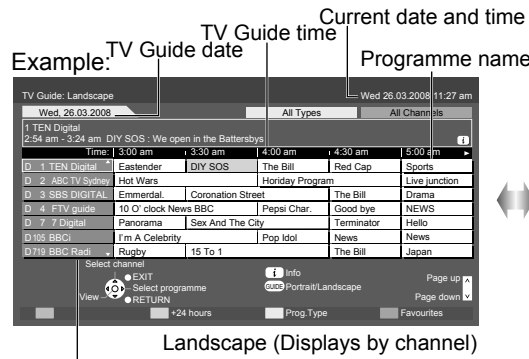 Current date and time
TV Guide time
TV Guide date
Example:
Programme name
TV Guide: Landscape
Wed 26.03.2008 11:27 am
Wed, 26.03.2008
All Types
All Channels
1 TEN Digital
2:54 am - 3:24 am DIY SOS : We open in the Battersbys
i
Time: 3:00 am 3:30 am 4:00 am 4:30 am 5:00 am
D 1 TEN Digital Eastender DIY SOS The Bill Red Cap Sports
D 2 ABC TV Sydney Hot Wars Horiday Program Live junction
D 3 SBS DIGITAL Emmerdal. Coronation Street The Bill Drama
D 4 FTV guide 10 O' clock News BBC Pepsi Char. Good bye NEWS
D 7 7 Digital Panorama Sex And The City Terminator Hello
D105 BBCi I'm A Celebrity Pop Idol News News
D719 BBC Radi Rugby 15 To 1 The Bill Japan
Select channel
EXIT
Select programme
View
RETURN
i Info
GUIDE Portrait/Landscape
Page up
Page down
+24 hours
Prog.Type
Favourites
Landscape (Displays by channel)